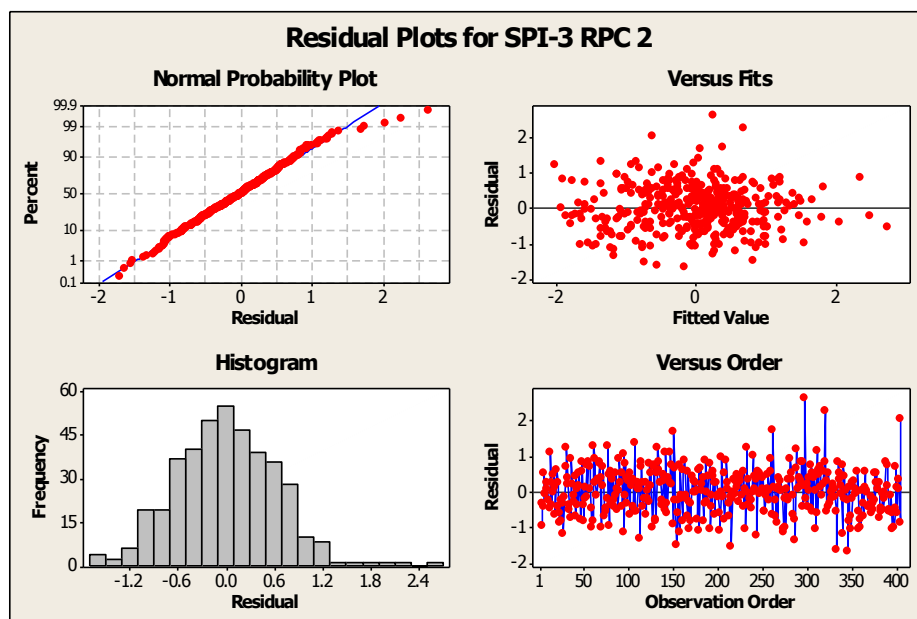 Residual Plots for SPI-3 RPC 2
Normal Probability Plot
Percent
99.9
99
90
50
10
1
0.1
-2 -1 0 1 2
Residual
Versus Fits
Residual
2
1
0
-1
-2
-2 0 2
Fitted Value
Histogram
Frequency
60
45
30
15
0
-1.2 -0.6 0.0 0.6 1.2 1.8 2.4
Residual
Versus Order
Residual
2
1
0
-1
-2
1 50 100 150 200 250 300 350 400
Observation Order